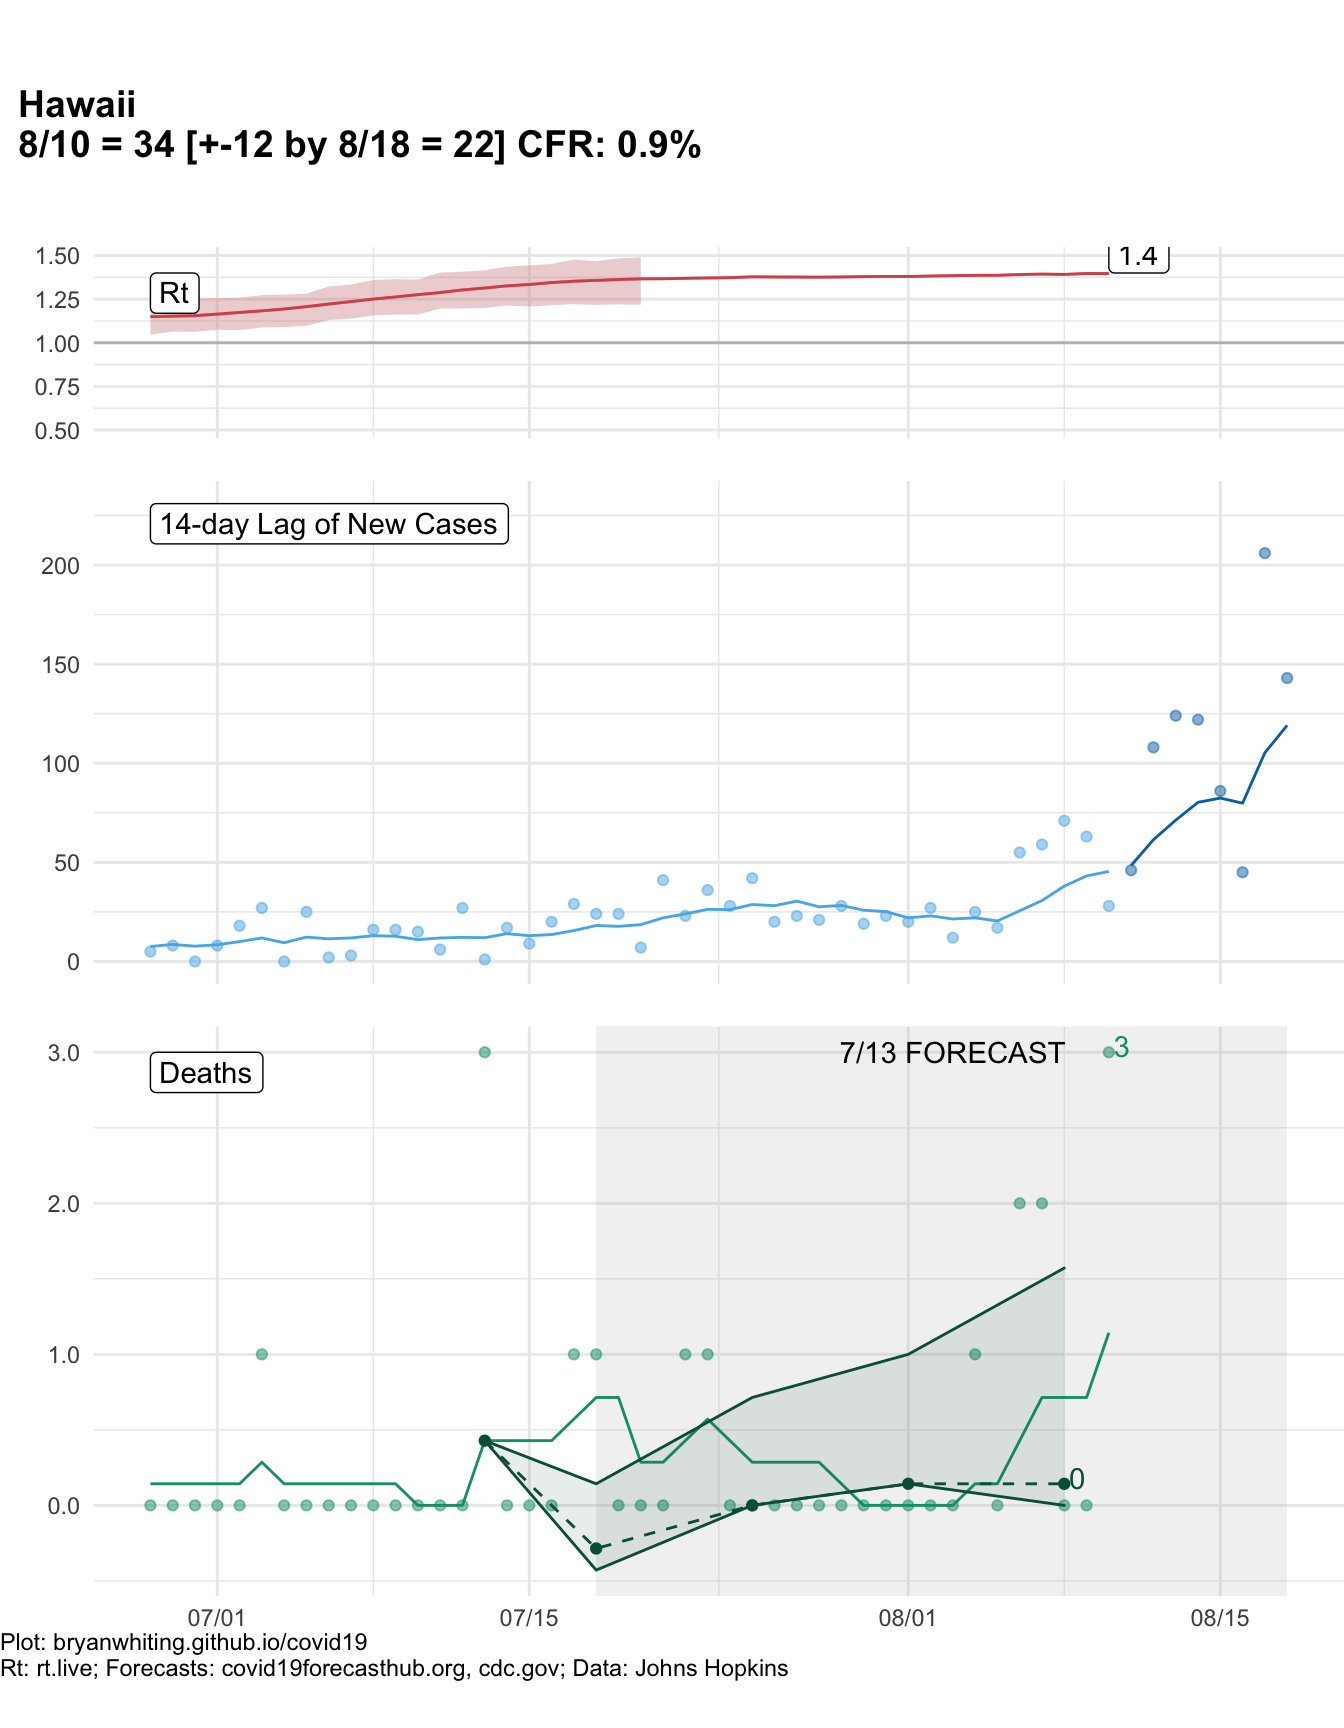 Hawaii
8/10 = 34 [+-12 by 8/18 = 22] CFR: 0.9%
1.50
1.4
Rt
1.25
1.00
0.75
0.50
14-day Lag of New Cases
200
150
100
50
0
3.0
7/13 FORECAST
3
Deaths
2.0
1.0
0
0.0
07/01
07/15
08/01
08/15
Plot: bryanwhiting.github.io/covid19
Rt: rt.live; Forecasts: covid19forecasthub.org, cdc.gov; Data: Johns Hopkins